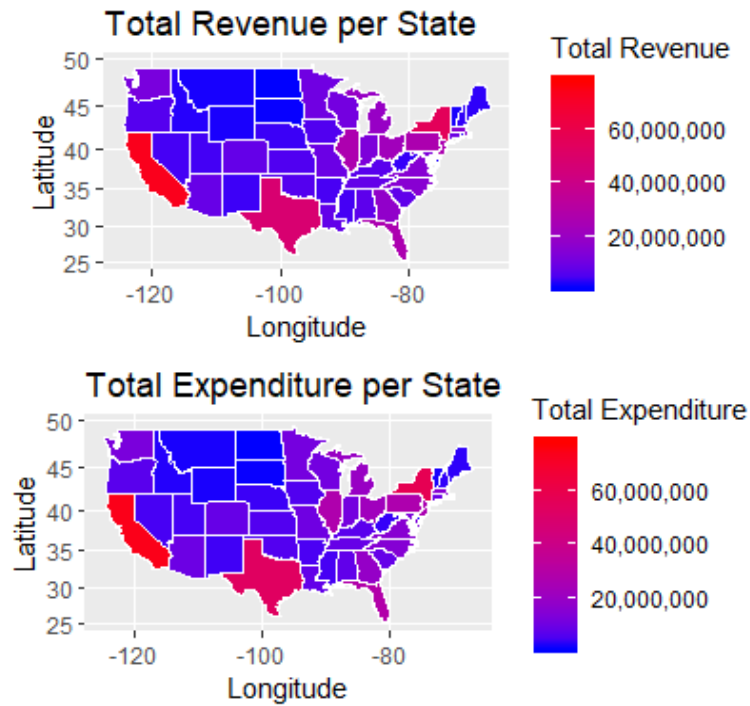 Total Revenue per State
Total Revenue
50
45
40
35
30
25
Latitude
-120 -100 -80
Longitude
60,000,000
40,000,000
20,000,000
Total Expenditure per State
Total Expenditure
50
45
40
35
30
25
Latitude
-120 -100 -80
Longitude
60,000,000
40,000,000
20,000,000